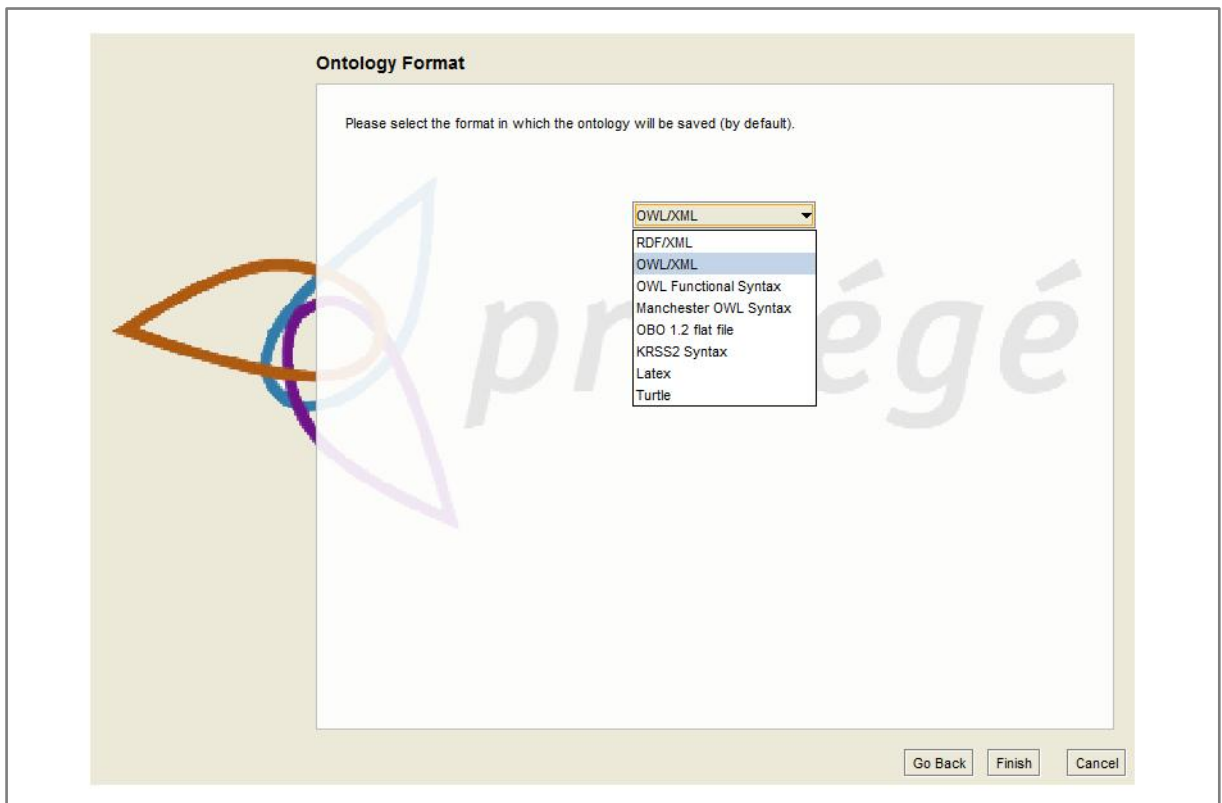 Ontology Format
Please select the format in which the ontology will be saved (by default).
OWL/XML
RDF/XML
OWL/XML
OWL Functional Syntax
Manchester OWL Syntax
OBO 1.2 flat file
KRSS2 Syntax
Latex
Turtle
Go Back
Finish
Cancel